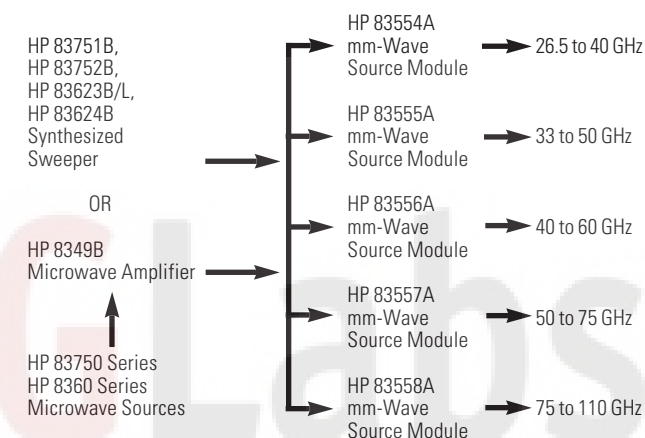 HP 83751B,
HP 83752B,
HP 83623B/L,
HP 83624B
Synthesized
Sweeper
OR
HP 8349B
Microwave Amplifier
HP 83750 Series
HP 8360 Series
Microwave Sources
HP 83554A
mm-Wave
Source Module
26.5 to 40 GHz
HP 83555A
mm-Wave
Source Module
33 to 50 GHz
HP 83556A
mm-Wave
Source Module
40 to 60 GHz
HP 83557A
mm-Wave
Source Module
50 to 75 GHz
HP 83558A
mm-Wave
Source Module
75 to 110 GHz
GLabs